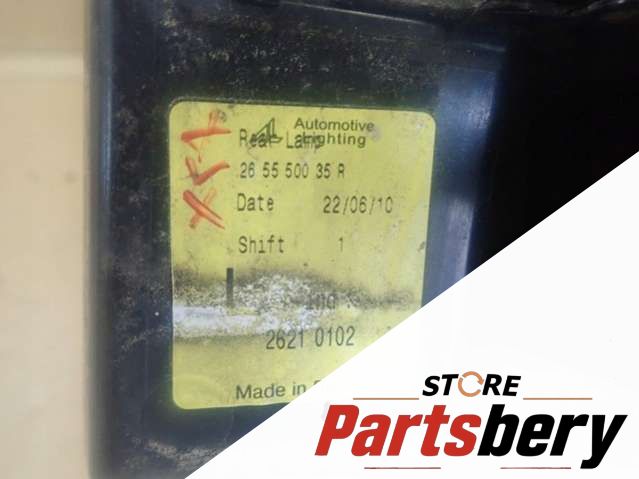 Automotive
Lighting
Rear Lamp
26 55 500 35 R
Date 22/06/10
Shift 1
2621 0102
Made in
STORE
Partsbery